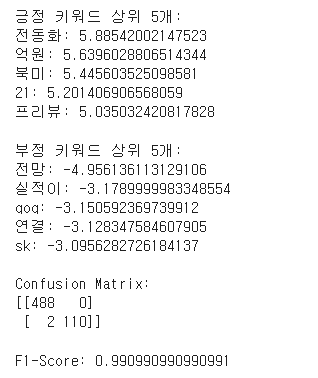 긍정 키워드 상위 5개:
전동화: 5.88542002147523
억원: 5.6396028806514344
북미: 5.445603525098581
21: 5.201406906568059
프리뷰: 5.035032420817828
부정 키워드 상위 5개:
전망: -4.956136113129106
실적이: -3.1789999983348554
qoq: -3.150592369739912
연결: -3.128347584607905
sk: -3.0956282726184137
Confusion Matrix:
[[488   0]
 [  2 110]]
F1-Score: 0.990990990990991